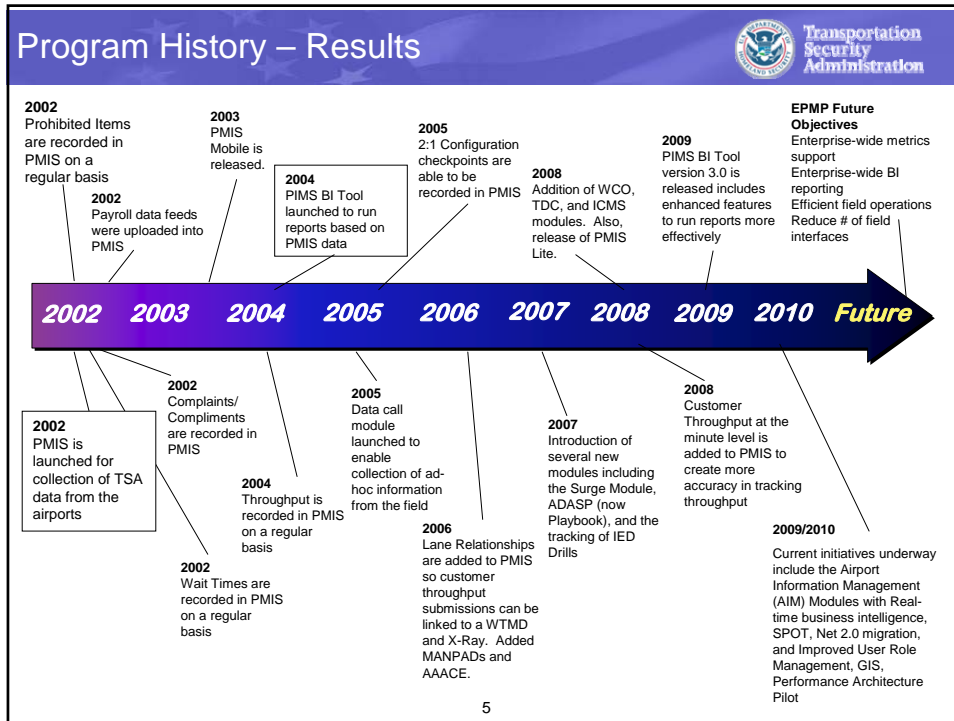 Program History – Results
Transportation
Security
Administration
2002
Prohibited Items
are recorded in
PMIS on a
regular basis
2002
Payroll data feeds
were uploaded into
PMIS
2003
PMIS
Mobile is
released.
2004
PIMS BI Tool
launched to run
reports based on
PMIS data
2005
2:1 Configuration
checkpoints are
able to be
recorded in PMIS
2008
Addition of WCO,
TDC, and ICMS
modules. Also,
release of PMIS
Lite.
2009
PIMS BI Tool
version 3.0 is
released includes
enhanced features
to run reports more
effectively
EPMP Future
Objectives
Enterprise-wide metrics
support
Enterprise-wide BI
reporting
Efficient field operations
Reduce # of field
interfaces
2002 2003 2004 2005 2006 2007 2008 2009 2010 Future
2002
PMIS is
launched for
collection of TSA
data from the
airports
2002
Complaints/
Compliments
are recorded in
PMIS
2002
Wait Times are
recorded in PMIS
on a regular
basis
2004
Throughput is
recorded in PMIS
on a regular
basis
2005
Data call
module
launched to
enable
collection of ad-
hoc information
from the field
2006
Lane Relationships
are added to PMIS
so customer
throughput
submissions can be
linked to a WTMD
and X-Ray. Added
MANPADs and
AAACE.
2007
Introduction of
several new
modules including
the Surge Module,
ADASP (now
Playbook), and the
tracking of IED
Drills
2008
Customer
Throughput at the
minute level is
added to PMIS to
create more
accuracy in tracking
throughput
2009/2010
Current initiatives underway
include the Airport
Information Management
(AIM) Modules with Real-
time business intelligence,
SPOT, Net 2.0 migration,
and Improved User Role
Management, GIS,
Performance Architecture
Pilot
5